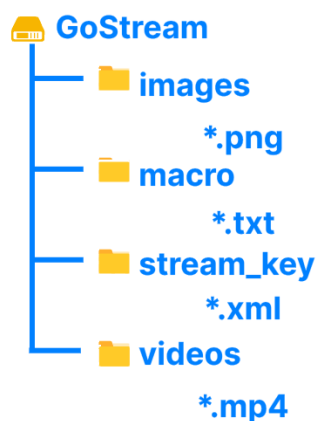 GoStream
images
*.png
macro
*.txt
stream_key
*.xml
videos
*.mp4